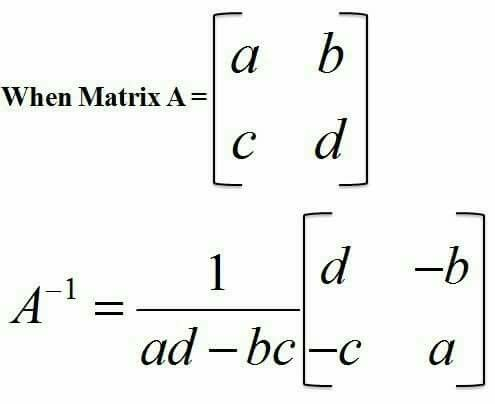 a b
When Matrix A =
c d
1 d −b
A⁻¹ =
ad − bc −c a